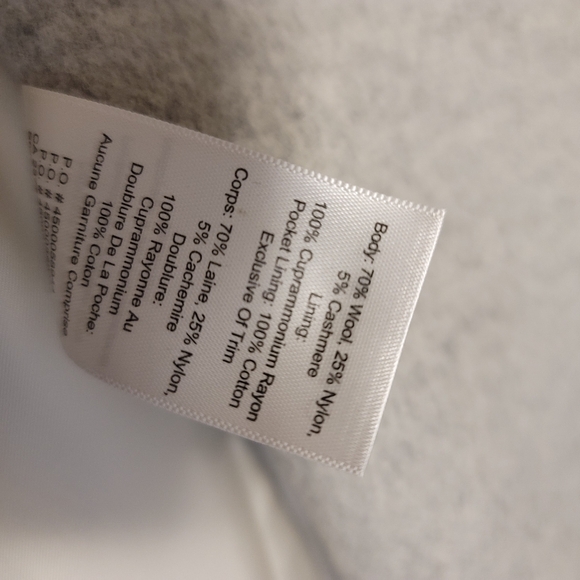 Body: 70% Wool, 25% Nylon,
5% Cashmere
Lining:
100% Cuprammonium Rayon
Pocket Lining: 100% Cotton
Exclusive Of Trim
Corps: 70% Laine, 25% Nylon,
5% Cachemire
Doublure:
100% Rayonne Au
Cuprammonium
Doublure De La Poche:
100% Coton
Aucune Garniture Comprise
P.O.
P.O. #